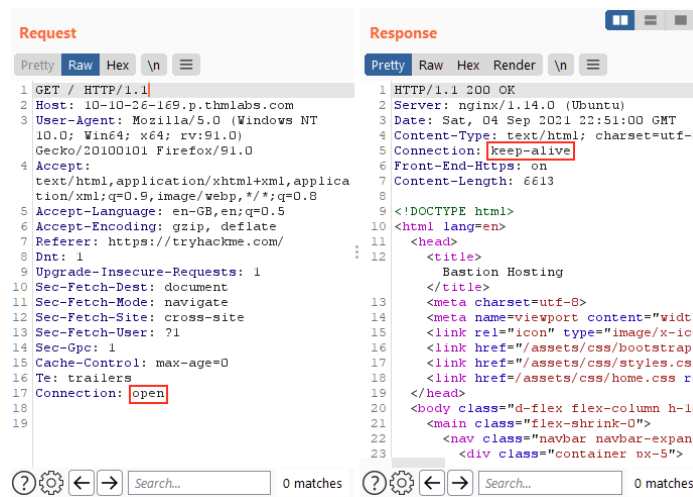 Request
Pretty Raw Hex \n
1 GET / HTTP/1.1
2 Host: 10-10-26-169.p.thmlabs.com
3 User-Agent: Mozilla/5.0 (Windows NT
10.0; Win64; x64; rv:91.0)
Gecko/20100101 Firefox/91.0
4 Accept:
text/html,application/xhtml+xml,applica
tion/xml;q=0.9,image/webp,*/*;q=0.8
5 Accept-Language: en-GB,en;q=0.5
6 Accept-Encoding: gzip, deflate
7 Referer: https://tryhackme.com/
8 Dnt: 1
9 Upgrade-Insecure-Requests: 1
10 Sec-Fetch-Dest: document
11 Sec-Fetch-Mode: navigate
12 Sec-Fetch-Site: cross-site
13 Sec-Fetch-User: ?1
14 Sec-Gpc: 1
15 Cache-Control: max-age=0
16 Te: trailers
17 Connection: open
18
19
? Search... 0 matches
Response
Pretty Raw Hex Render \n
1 HTTP/1.1 200 OK
2 Server: nginx/1.14.0 (Ubuntu)
3 Date: Sat, 04 Sep 2021 22:51:00 GMT
4 Content-Type: text/html; charset=utf-
5 Connection: keep-alive
6 Front-End-Https: on
7 Content-Length: 6613
8
9 <!DOCTYPE html>
10 <html lang=en>
11 <head>
12 <title>
Bastion Hosting
</title>
13 <meta charset=utf-8>
14 <meta name=viewport content="widt
15 <link rel="icon" type="image/x-ic
16 <link href="/assets/css/bootstrap
17 <link href="/assets/css/styles.cs
18 <link href=/assets/css/home.css r
19 </head>
20 <body class="d-flex flex-column h-1
21 <main class="flex-shrink-0">
22 <nav class="navbar navbar-expan
23 <div class="container px-5">
? Search... 0 matches